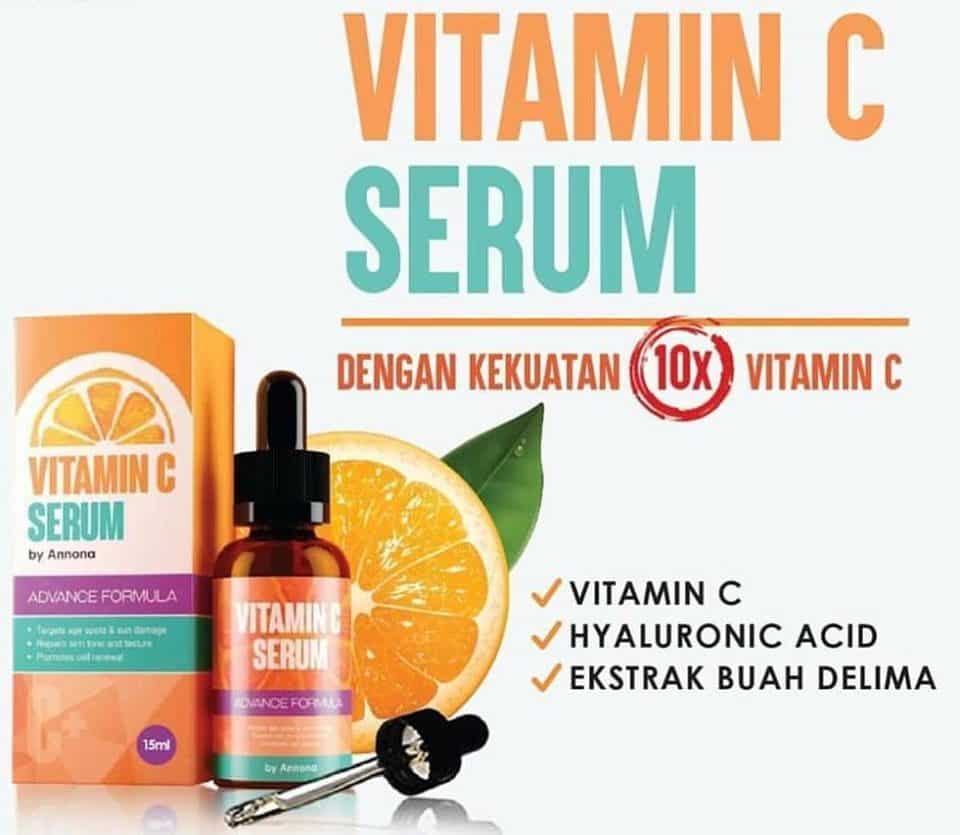 VITAMIN C
SERUM
DENGAN KEKUATAN 10x VITAMIN C
VITAMIN C
SERUM
by Annona
ADVANCE FORMULA
• Targets age spots & sun damage
• Repairs skin tone and texture
• Promotes cell renewal
C+
15ml
VITAMIN C
SERUM
ADVANCE FORMULA
by Annona
VITAMIN C
HYALURONIC ACID
EKSTRAK BUAH DELIMA